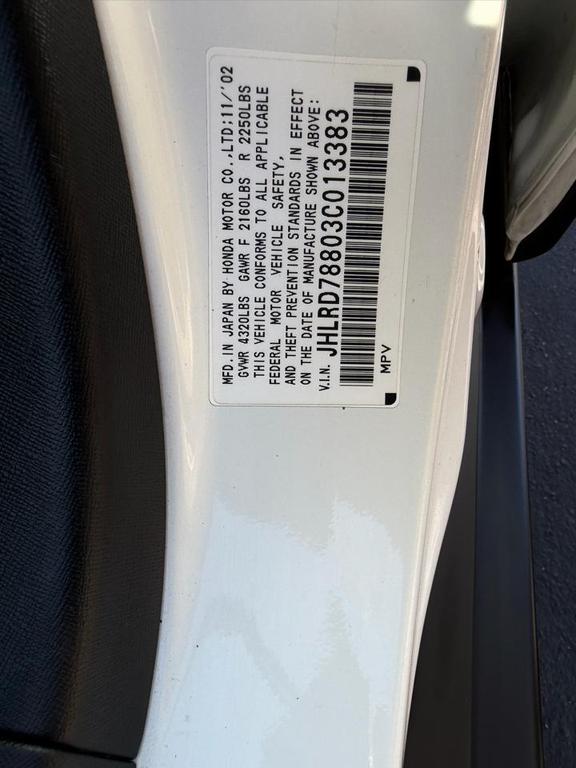 MFD.IN JAPAN BY HONDA MOTOR CO.,LTD;11/'02
GVWR 4320LBS GAWR F 2160LBS R 2250LBS
THIS VEHICLE CONFORMS TO ALL APPLICABLE
FEDERAL MOTOR VEHICLE SAFETY,
AND THEFT PREVENTION STANDARDS IN EFFECT
ON THE DATE OF MANUFACTURE SHOWN ABOVE:
V.I.N. JHLRD78803C013383
MPV